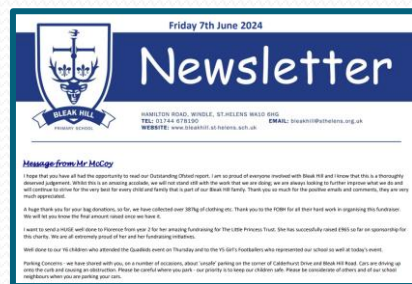 Friday 7th June 2024
Newsletter
BLEAK HILL
PRIMARY SCHOOL
HAMILTON ROAD, WINDLE, ST.HELENS WA10 6HG
TEL: 01744 678190 EMAIL: bleakhill@sthelens.org.uk
WEBSITE: www.bleakhill.st-helens.sch.uk
Message from Mr McCoy
I hope that you have all had the opportunity to read our Outstanding Ofsted report. I am so proud of everyone involved with Bleak Hill and I know that this is a thoroughly
deserved judgement. Whilst this is an amazing accolade, we will not stand still with the work that we are doing; we are always looking to further improve what we do and
will continue to strive for the very best for every child and family that is part of our Bleak Hill family. Thank you so much for the positive emails and comments, they are very
much appreciated.
A huge thank you for your bag donations, so far, we have collected over 387kg of clothing etc. Thank you to the FOBH for all their hard work in organising this fundraiser.
We will let you know the final amount raised once we have it.
I want to send a HUGE well done to Florence from year 2 for her amazing fundraising for The Little Princess Trust. She has successfully raised £965 so far on sponsorship for
this charity. We are all extremely proud of her and her fundraising initiatives.
Well done to our Y6 children who attended the Quadkids event on Thursday and to the Y5 Girl's Footballers who represented our school as well at today's event.
Parking Concerns - we have shared with you, on a number of occasions, about 'unsafe' parking on the corner of Calderhurst Drive and Bleak Hill Road. Cars are driving up
onto the curb and causing an obstruction. Please be careful where you park - our priority is to keep our children safe. Please be considerate of others and of our school
neighbours when you are parking your cars.